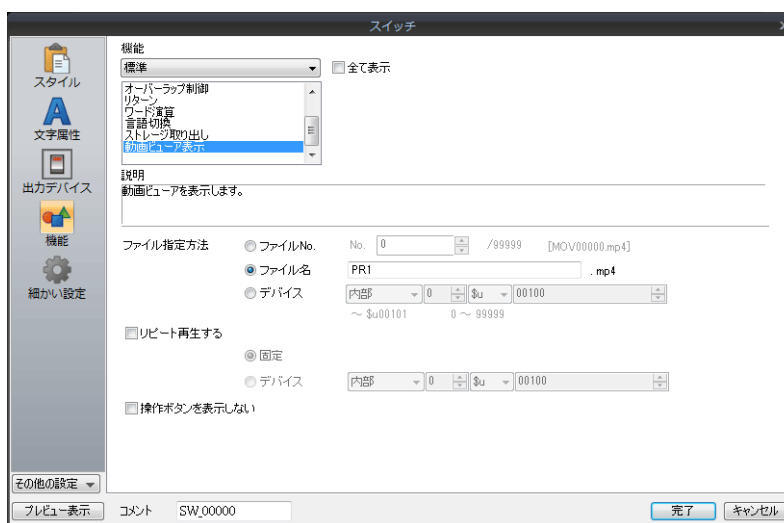 スイッチ
スタイル
文字属性
出力デバイス
機能
細かい設定
その他の設定
機能
標準
全て表示
オーバーラップ制御
リターン
ワード演算
言語切換
ストレージ取り出し
動画ビューア表示
説明
動画ビューアを表示します。
ファイル指定方法
ファイルNo. No. 0 /99999 [MOV00000.mp4]
ファイル名 PR1 . mp4
デバイス 内部 0 $u 00100
～ $u00101 0 ～ 99999
リピート再生する
固定
デバイス 内部 0 $u 00100
操作ボタンを表示しない
プレビュー表示 コメント SW_00000 完了 キャンセル